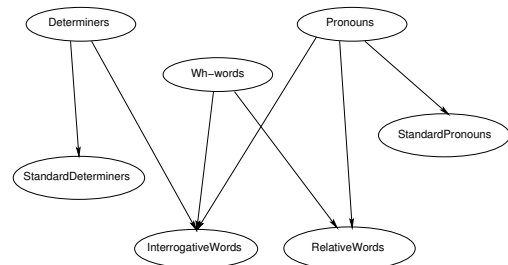 Determiners
Pronouns
Wh-words
StandardPronouns
StandardDeterminers
InterrogativeWords
RelativeWords